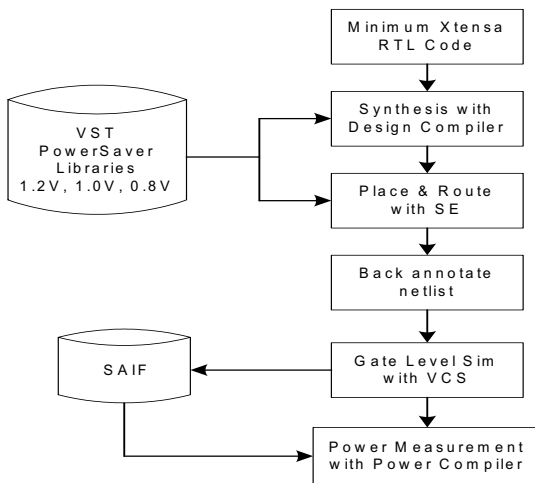 Minimum Xtensa
RTL Code
VST
PowerSaver
Libraries
1.2V, 1.0V, 0.8V
Synthesis with
Design Compiler
Place & Route
with SE
Back annotate
netlist
SAIF
Gate Level Sim
with VCS
Power Measurement
with Power Compiler